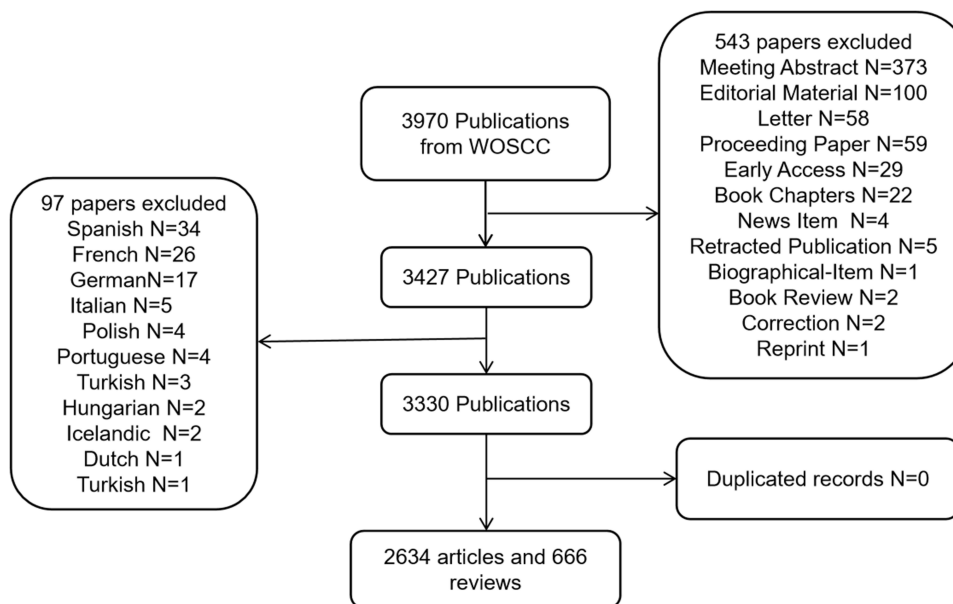 3970 Publications
from WOSCC
543 papers excluded
Meeting Abstract N=373
Editorial Material N=100
Letter N=58
Proceeding Paper N=59
Early Access N=29
Book Chapters N=22
News Item N=4
Retracted Publication N=5
Biographical-Item N=1
Book Review N=2
Correction N=2
Reprint N=1
3427 Publications
97 papers excluded
Spanish N=34
French N=26
GermanN=17
Italian N=5
Polish N=4
Portuguese N=4
Turkish N=3
Hungarian N=2
Icelandic N=2
Dutch N=1
Turkish N=1
3330 Publications
Duplicated records N=0
2634 articles and 666
reviews